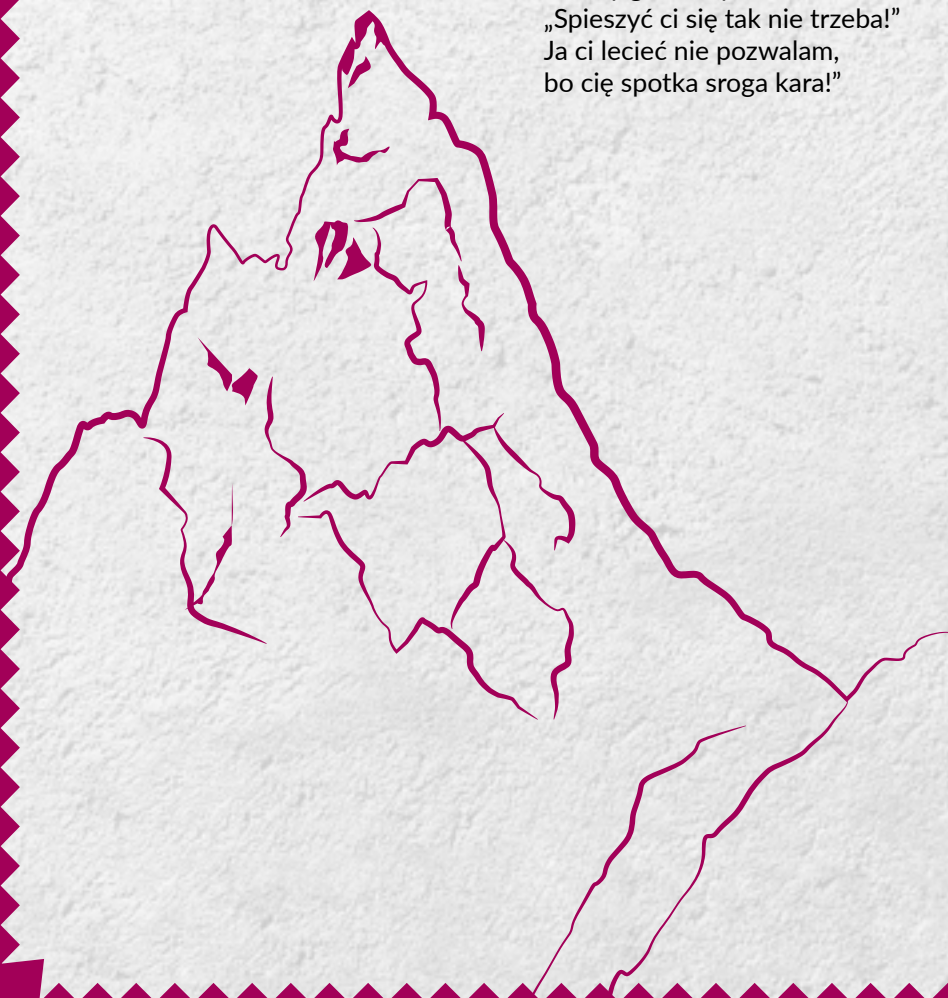 „Spieszyć ci się tak nie trzeba!”
Ja ci lecieć nie pozwalam,
bo cię spotka sroga kara!”